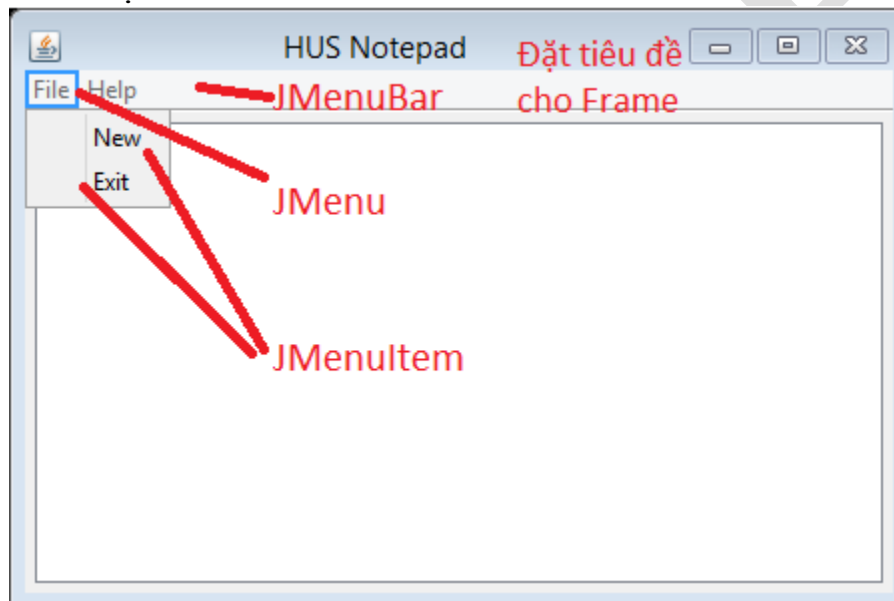 HUS Notepad
Đặt tiêu đề
cho Frame
File Help
JMenuBar
New
Exit
JMenu
JMenuItem